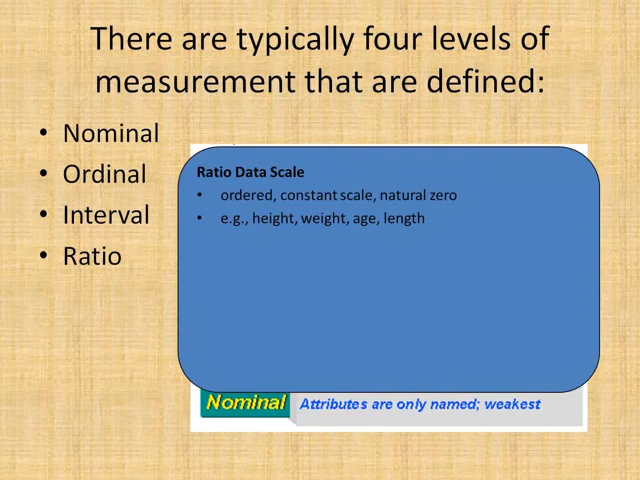 There are typically four levels of
measurement that are defined:
• Nominal
• Ordinal
• Interval
• Ratio
Ratio Data Scale
• ordered, constant scale, natural zero
• e.g., height, weight, age, length
Nominal Attributes are only named; weakest